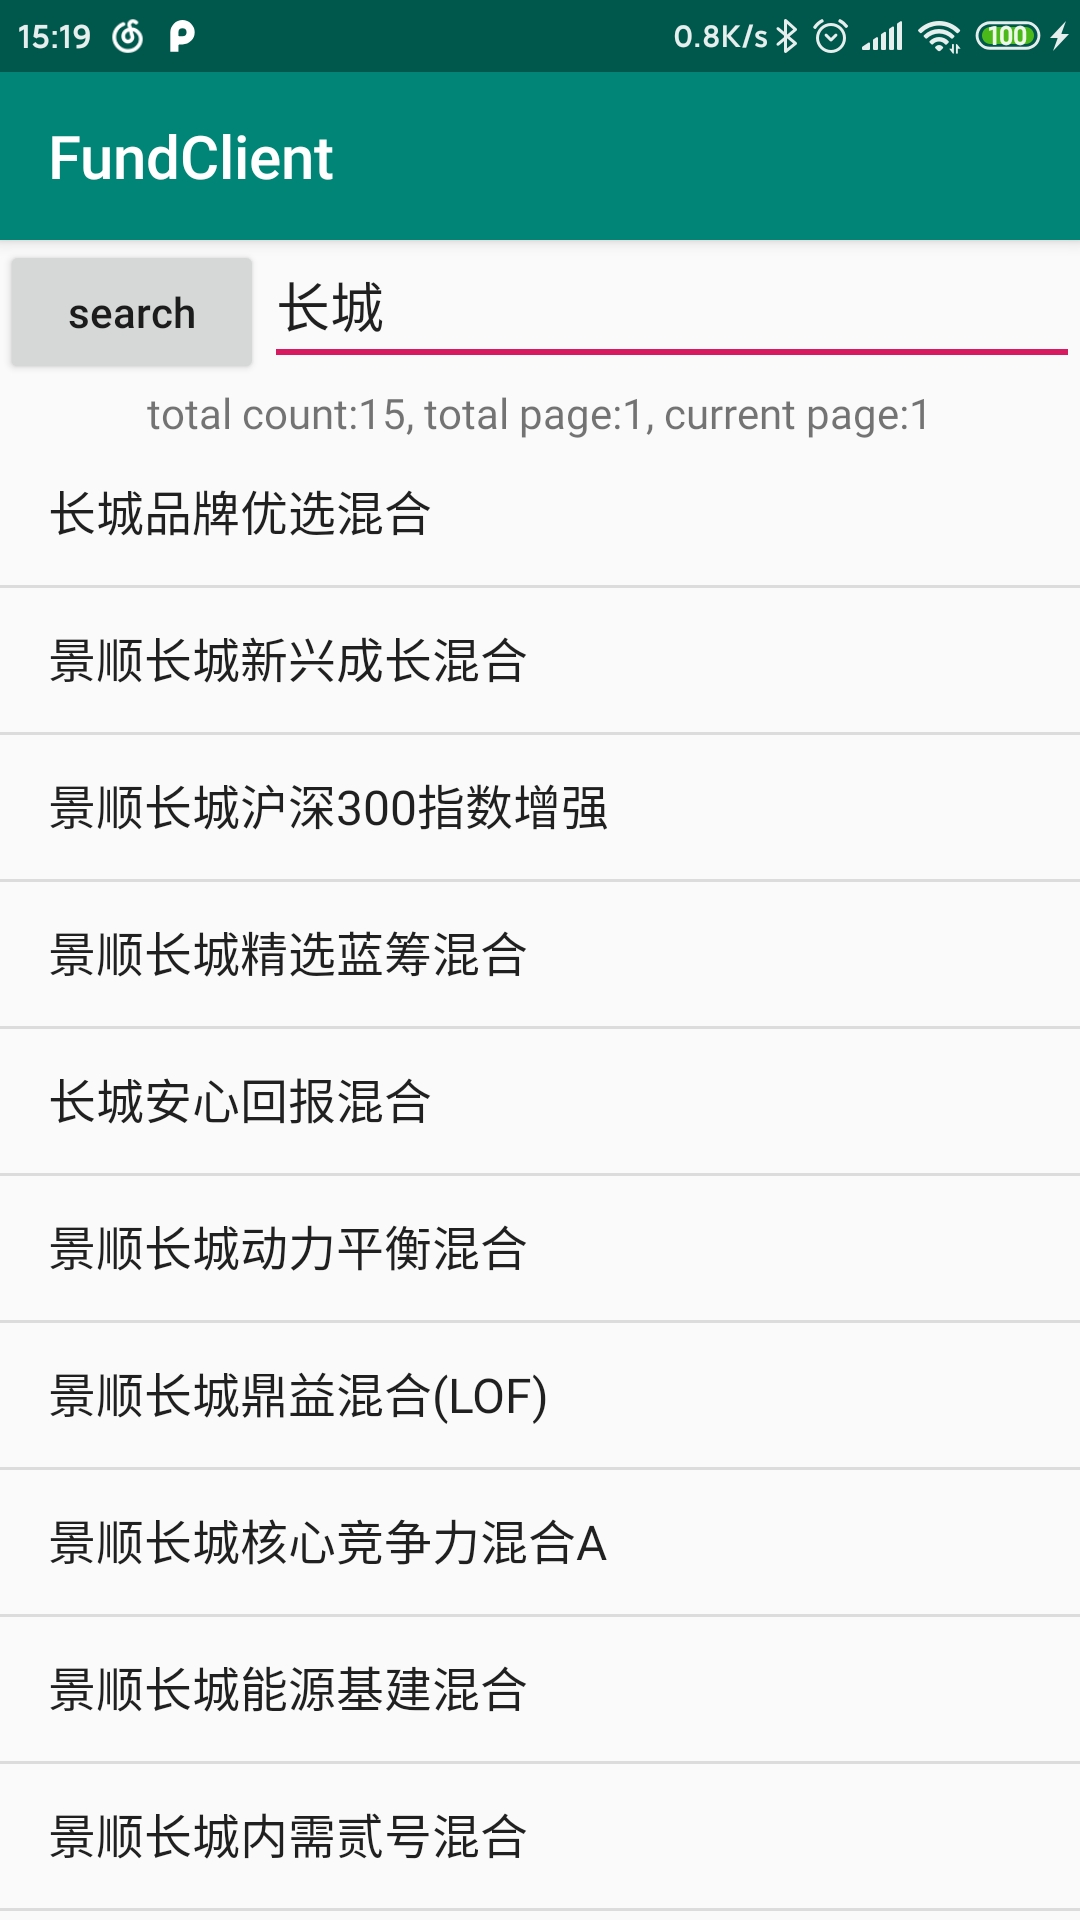 15:19 0.8K/s 100
FundClient
search 长城
total count:15, total page:1, current page:1
长城品牌优选混合
景顺长城新兴成长混合
景顺长城沪深300指数增强
景顺长城精选蓝筹混合
长城安心回报混合
景顺长城动力平衡混合
景顺长城鼎益混合(LOF)
景顺长城核心竞争力混合A
景顺长城能源基建混合
景顺长城内需贰号混合